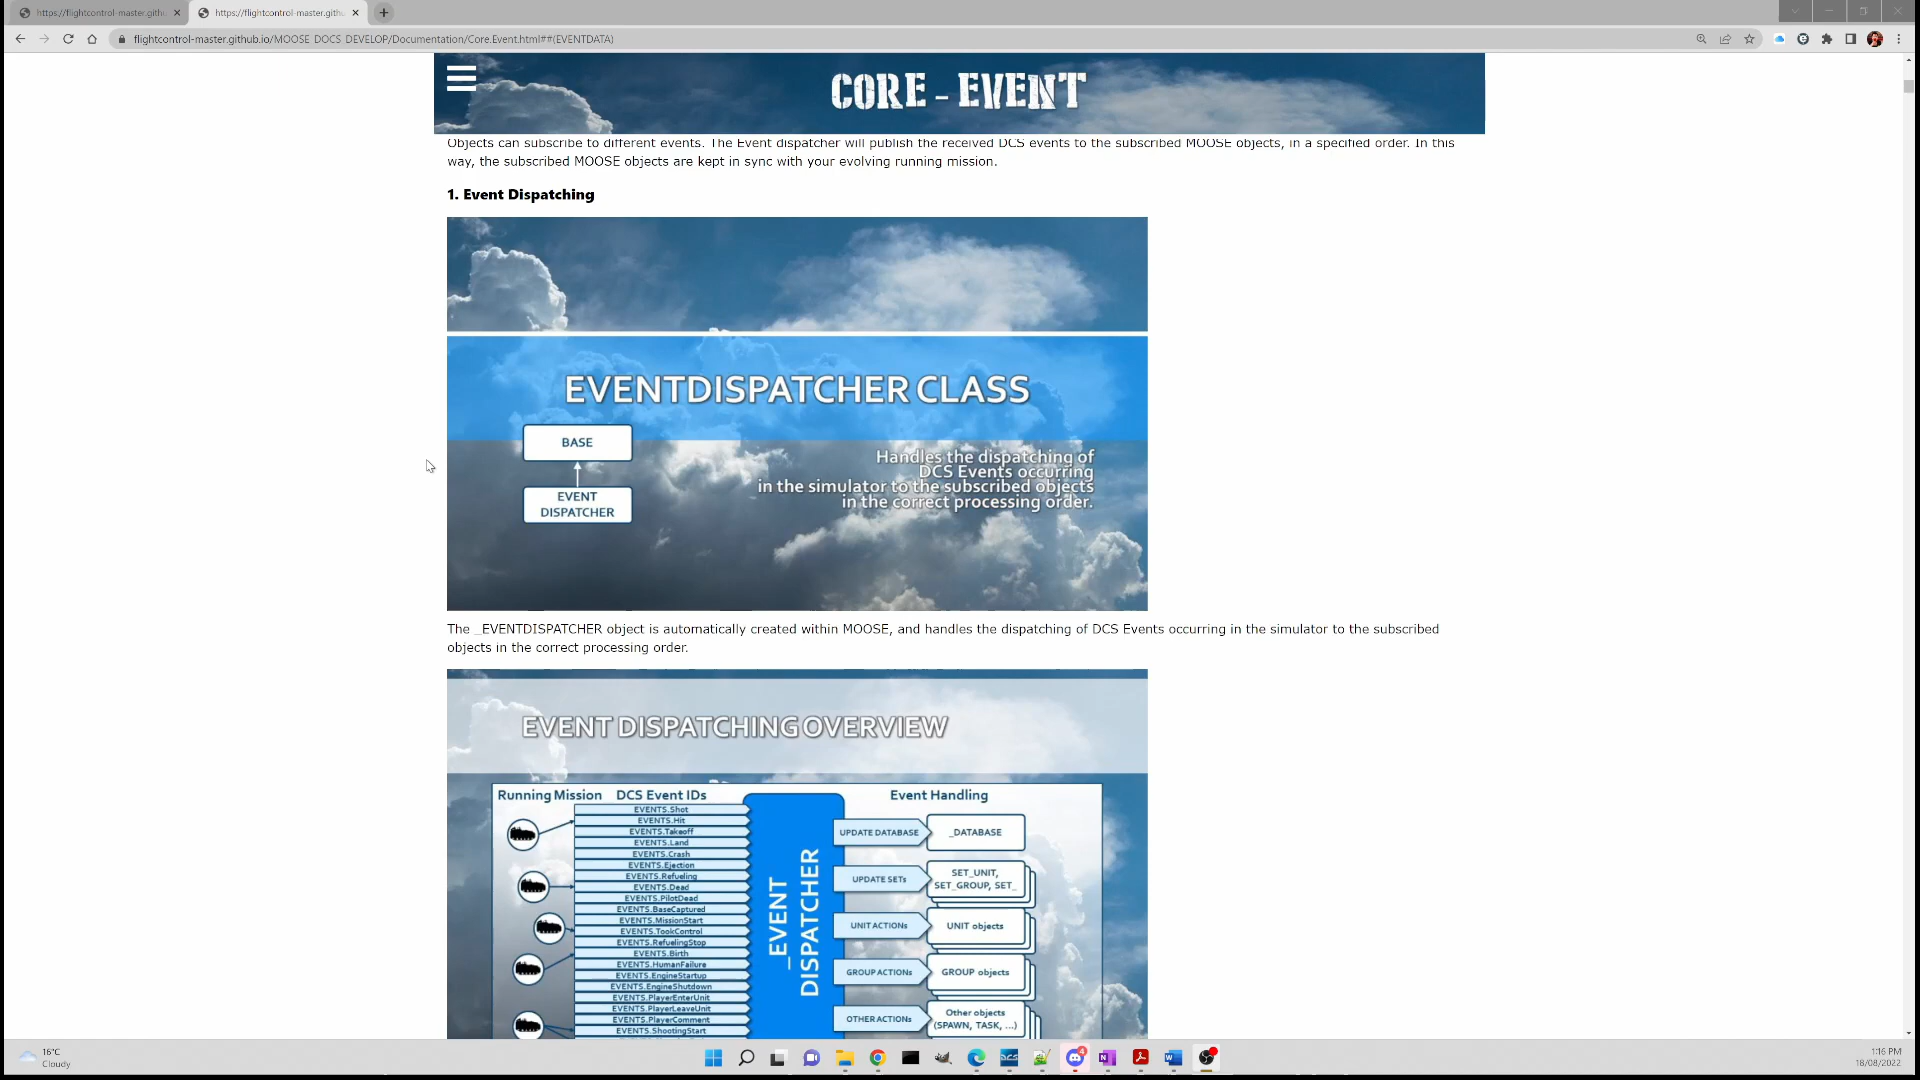 https://flightcontrol-master.gith
https://flightcontrol-master.gith
flightcontrol-master.github.io/MOOSE_DOCS_DEVELOP/Documentation/Core.Event.html##(EVENTDATA)
CORE - EVENT
Objects can subscribe to different events. The Event dispatcher will publish the received DCS events to the subscribed MOOSE objects, in a specified order. In this
way, the subscribed MOOSE objects are kept in sync with your evolving running mission.
1. Event Dispatching
EVENTDISPATCHER CLASS
BASE
EVENT
DISPATCHER
Handles the dispatching of
DCS Events occurring
in the simulator to the subscribed objects
in the correct processing order.
The _EVENTDISPATCHER object is automatically created within MOOSE, and handles the dispatching of DCS Events occurring in the simulator to the subscribed
objects in the correct processing order.
EVENT DISPATCHING OVERVIEW
Running Mission
DCS Event IDs
Event Handling
EVENTS.Shot
EVENTS.Hit
EVENTS.Takeoff
EVENTS.Land
EVENTS.Crash
EVENTS.Ejection
EVENTS.Refueling
EVENTS.Dead
EVENTS.PilotDead
EVENTS.BaseCaptured
EVENTS.MissionStart
EVENTS.TookControl
EVENTS.RefuelingStop
EVENTS.Birth
EVENTS.HumanFailure
EVENTS.EngineStartup
EVENTS.EngineShutdown
EVENTS.PlayerEnterUnit
EVENTS.PlayerLeaveUnit
EVENTS.PlayerComment
EVENTS.ShootingStart
_EVENT
DISPATCHER
UPDATE DATABASE
_DATABASE
UPDATE SETs
SET_UNIT,
SET_GROUP, SET_
UNIT ACTIONs
UNIT objects
GROUP ACTIONs
GROUP objects
OTHER ACTIONs
Other objects
(SPAWN, TASK, ...)
16°C
Cloudy
4
1:16 PM
18/08/2022